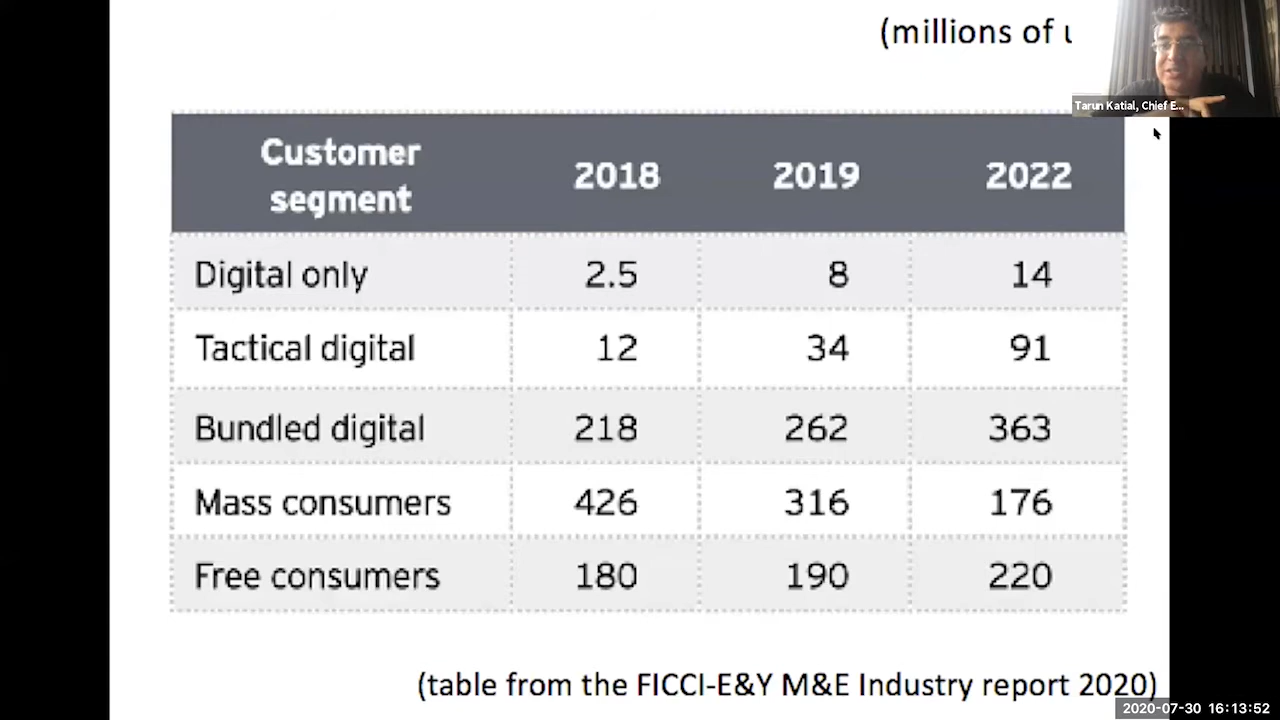 (millions of u
Tarun Katial, Chief E...
Customer segment 2018 2019 2022
Digital only 2.5 8 14
Tactical digital 12 34 91
Bundled digital 218 262 363
Mass consumers 426 316 176
Free consumers 180 190 220
(table from the FICCI-E&Y M&E Industry report 2020)
2020-07-30 16:13:52